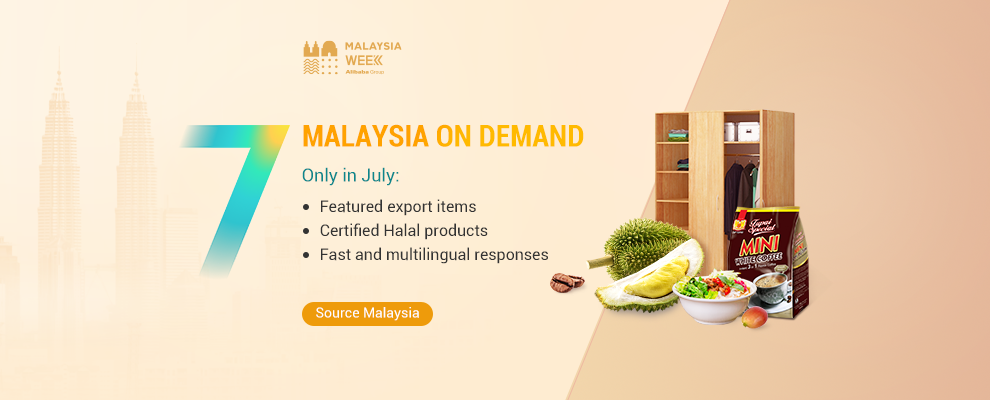 MALAYSIA
WEEK
Alibaba Group
7
MALAYSIA ON DEMAND
Only in July:
• Featured export items
• Certified Halal products
• Fast and multilingual responses
Source Malaysia
Special
MINI
WHITE COFFEE